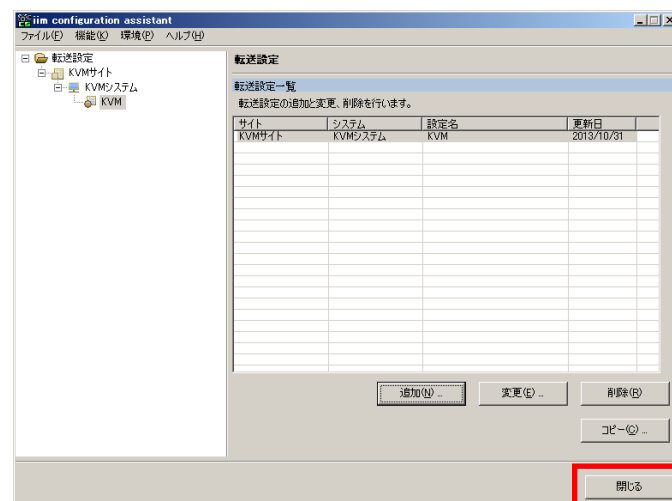 iim configuration assistant
ファイル(F) 機能(K) 環境(P) ヘルプ(H)
転送設定
KVMサイト
KVMシステム
KVM
転送設定
転送設定一覧
転送設定の追加と変更、削除を行います。
サイト システム 設定名 更新日
KVMサイト KVMシステム KVM 2013/10/31
追加(N) ... 変更(E) ... 削除(R)
コピー(C) ...
閉じる